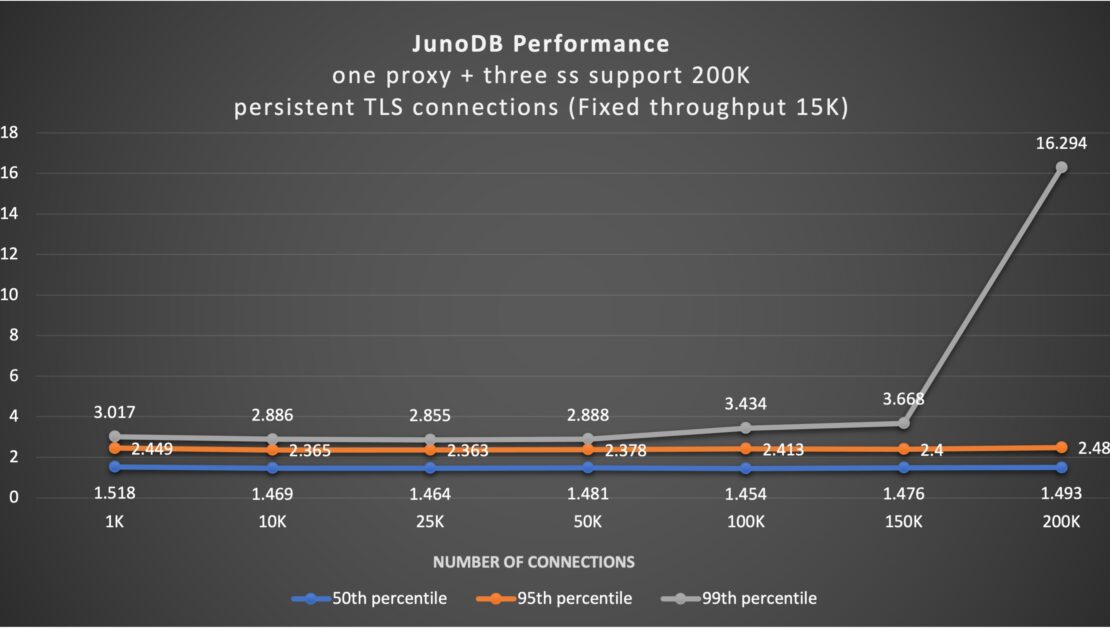 JunoDB Performance
one proxy + three ss support 200K
persistent TLS connections (Fixed throughput 15K)
18
16
14
12
10
8
6
4
2
0
16.294
3.017 2.886 2.855 2.888 3.434 3.668
2.449 2.365 2.363 2.378 2.413 2.4 2.48
1.518 1.469 1.464 1.481 1.454 1.476 1.493
1K 10K 25K 50K 100K 150K 200K
NUMBER OF CONNECTIONS
50th percentile 95th percentile 99th percentile